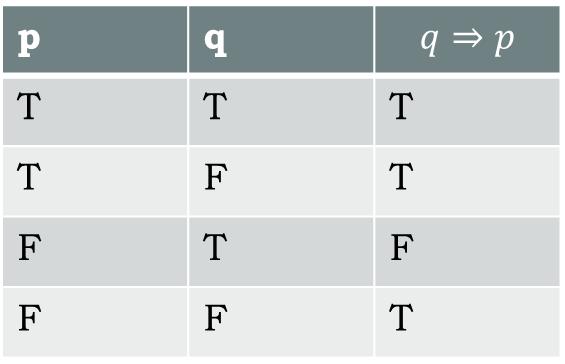 p q q ⇒ p
T T T
T F T
F T F
F F T